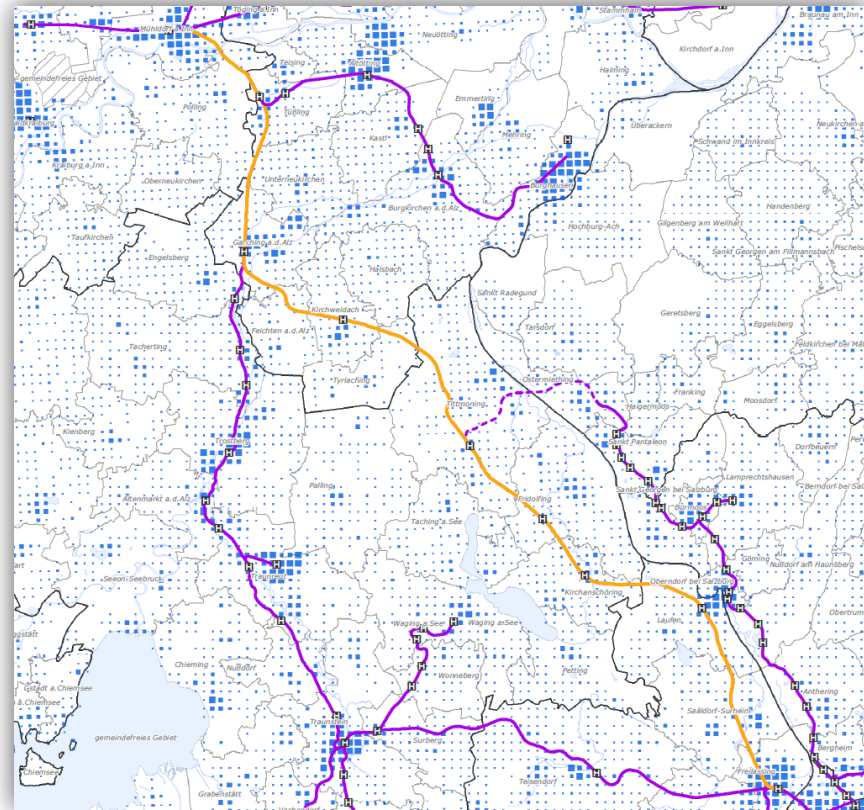 Töging a.Inn
Stammham
Braunau am Inn
Mühldorf a.Inn
Neuötting
Kirchdorf a.Inn
Teising
Altötting
Haiming
gemeindefreies Gebiet
Emmerting
Polling
Tüßling
Überackern
Kastl
Mehring
Schwand im Innkreis
Kraiburg a.Inn
Oberneukirchen
Unterneukirchen
Burghausen
Burgkirchen a.d.Alz
Handenberg
Hochburg-Ach
Gilgenberg am Weilhart
Taufkirchen
Garching a.d.Alz
Engelsberg
Halsbach
Sankt Radegund
Kirchweidach
Geretsberg
Eggelsberg
Feichten a.d.Alz
Tarsdorf
Tacherting
Tyrlaching
Ostermiething
Franking
Moosdorf
Tittmoning
Haigermoos
Kienberg
Trostberg
Sankt Pantaleon
Dorfbeuern
Palling
Lamprechtshausen
Altenmarkt a.d.Alz
Fridolfing
Sankt Georgen bei Salzburg
Bürmoos
Taching a.See
Göming
Nußdorf am Haunsberg
Seeon-Seebruck
Traunreut
Kirchanschöring
Oberndorf bei Salzburg
Waging a.See
Waging a.See
Laufen
Chieming
Nußdorf
Wonneberg
Petting
Gstadt a.Chiemsee
Anthering
Saaldorf-Surheim
Traunstein
gemeindefreies Gebiet
Surberg
Bergheim
Chiemsee
Teisendorf
Freilassing
Grabenstätt